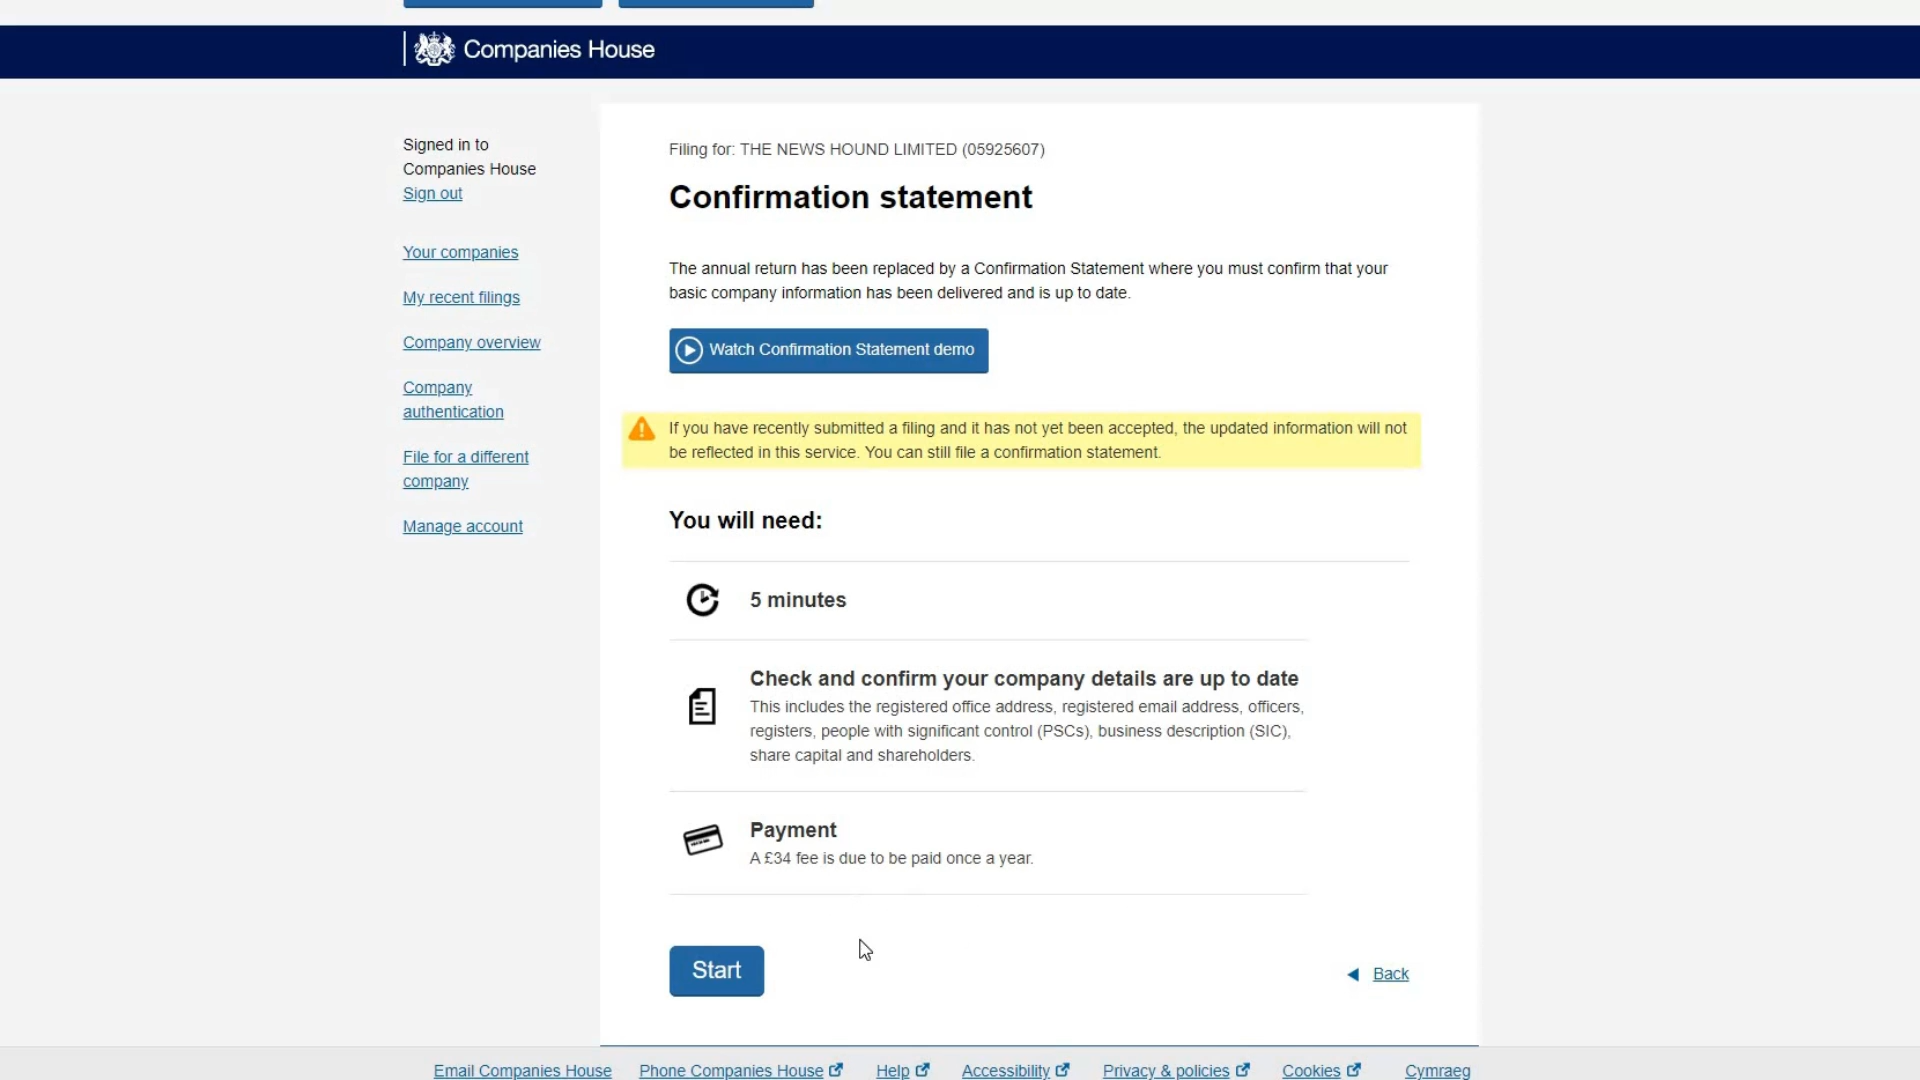 Companies House
Signed in to
Companies House
Sign out
Your companies
My recent filings
Company overview
Company
authentication
File for a different
company
Manage account
Filing for: THE NEWS HOUND LIMITED (05925607)
Confirmation statement
The annual return has been replaced by a Confirmation Statement where you must confirm that your
basic company information has been delivered and is up to date.
Watch Confirmation Statement demo
If you have recently submitted a filing and it has not yet been accepted, the updated information will not
be reflected in this service. You can still file a confirmation statement.
You will need:
5 minutes
Check and confirm your company details are up to date
This includes the registered office address, registered email address, officers,
registers, people with significant control (PSCs), business description (SIC),
share capital and shareholders.
Payment
A £34 fee is due to be paid once a year.
Start
Back
Email Companies House Phone Companies House Help Accessibility Privacy & policies Cookies Cymraeg